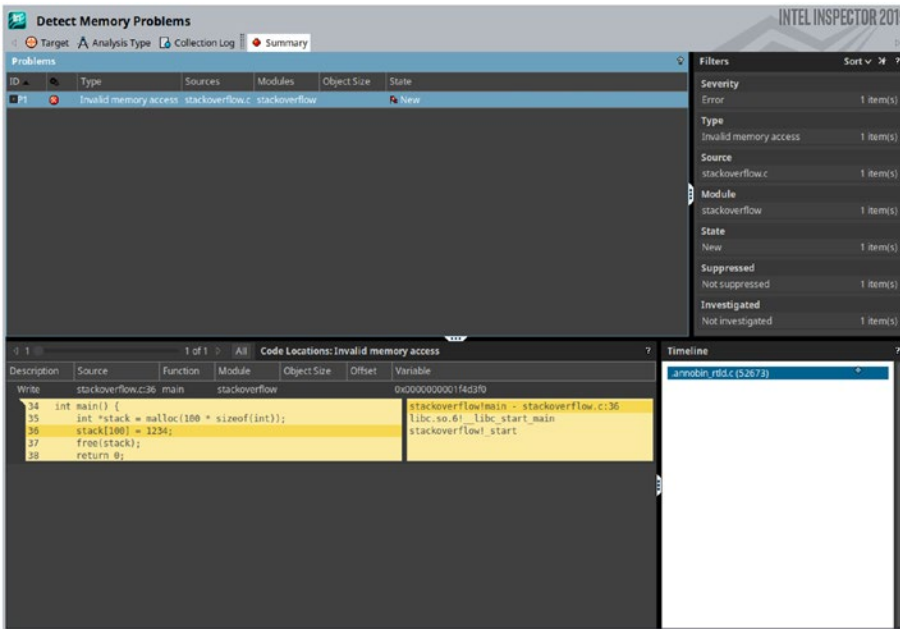 Detect Memory Problems
INTEL INSPECTOR 201
Target Analysis Type Collection Log Summary
Problems
ID Type Sources Modules Object Size State
P1 Invalid memory access stackoverflow.c stackoverflow New
Filters Sort ?
Severity
Error 1 item(s)
Type
Invalid memory access 1 item(s)
Source
stackoverflow.c 1 item(s)
Module
stackoverflow 1 item(s)
State
New 1 item(s)
Suppressed
Not suppressed 1 item(s)
Investigated
Not investigated 1 item(s)
1 1 of 1 All Code Locations: Invalid memory access ?
Description Source Function Module Object Size Offset Variable
Write stackoverflow.c:36 main stackoverflow 0x0000000001f4d3f0
34 int main() {
35 int *stack = malloc(100 * sizeof(int));
36 stack[100] = 1234;
37 free(stack);
38 return 0;
stackoverflow!main - stackoverflow.c:36
libc.so.6!__libc_start_main
stackoverflow!_start
Timeline ?
.annobin_rtld.c (52673)